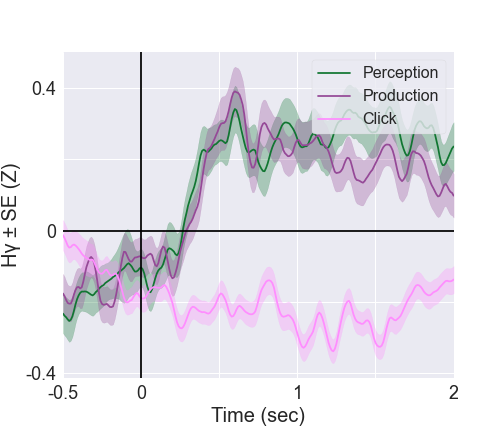 Perception
Production
Click
Hγ ± SE (Z)
0.4
0
-0.4
-0.5
0
1
2
Time (sec)